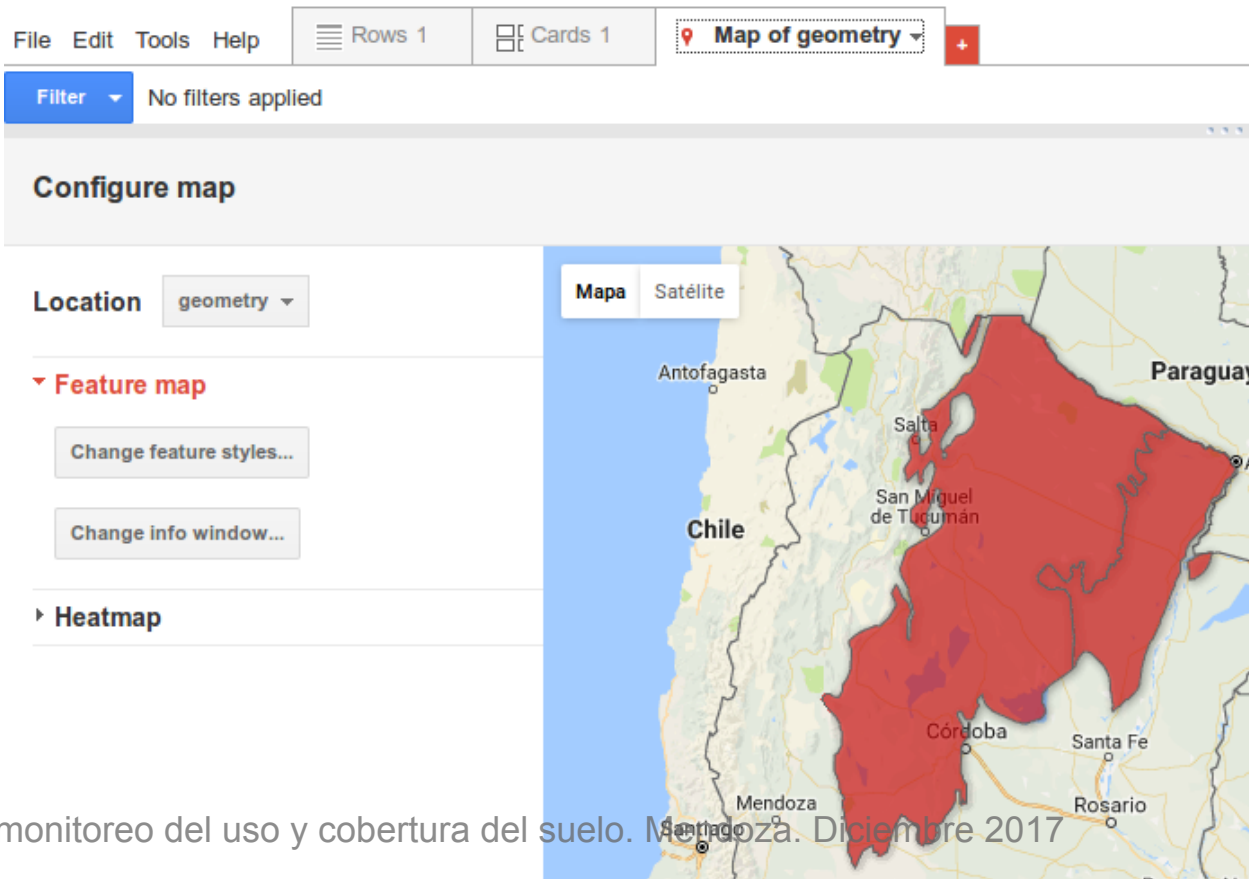 File Edit Tools Help Rows 1 Cards 1 Map of geometry +
Filter No filters applied
Configure map
Location geometry
Feature map
Change feature styles...
Change info window...
Heatmap
Mapa Satélite
Antofagasta
Paraguay
Salta
San Miguel
de Tucumán
Chile
Córdoba
Santa Fe
Mendoza
Rosario
Santiago
monitoreo del uso y cobertura del suelo. Mendoza. Diciembre 2017